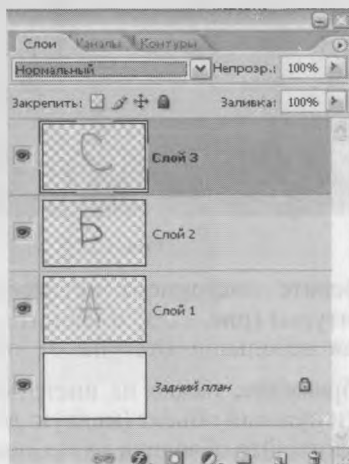 Слои Каналы Контуры
Нормальный Непрозр.: 100%
Закрепить: Заливка: 100%
С Слой 3
Б Слой 2
А Слой 1
Задний план